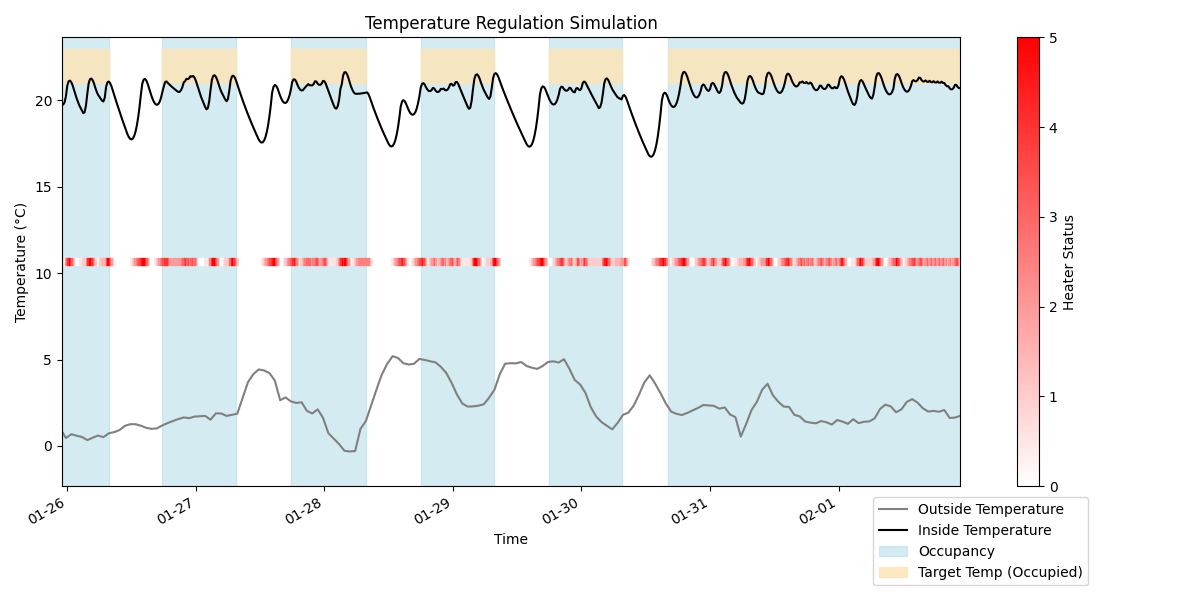 Temperature Regulation Simulation
Temperature (°C)
20
15
10
5
0
01-26
01-27
01-28
01-29
01-30
01-31
02-01
Time
5
4
3
2
1
0
Heater Status
Outside Temperature
Inside Temperature
Occupancy
Target Temp (Occupied)